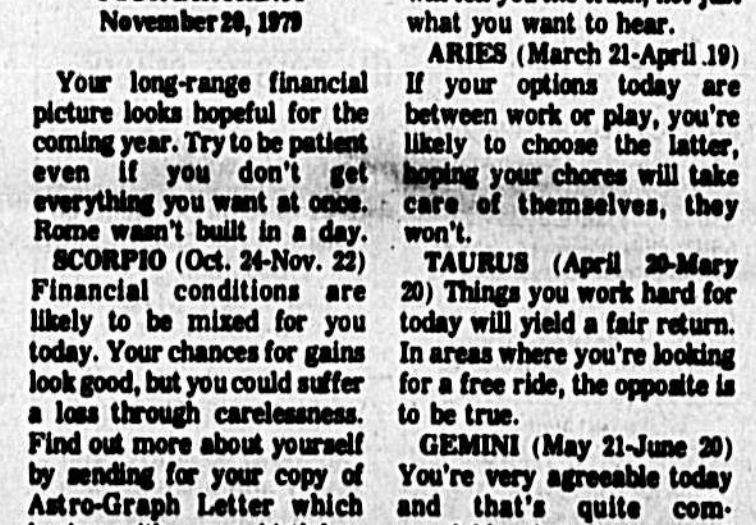 November 20, 1979
Your long-range financial
picture looks hopeful for the
coming year. Try to be patient
even if you don't get
everything you want at once.
Rome wasn't built in a day.
SCORPIO (Oct. 24-Nov. 22)
Financial conditions are
likely to be mixed for you
today. Your chances for gains
look good, but you could suffer
a loss through carelessness.
Find out more about yourself
by sending for your copy of
Astro-Graph Letter which
what you want to hear.
ARIES (March 21-April .19)
If your options today are
between work or play, you're
likely to choose the latter,
hoping your chores will take
care of themselves, they
won't.
TAURUS (April 20-Mary
20) Things you work hard for
today will yield a fair return.
In areas where you're looking
for a free ride, the opposite is
to be true.
GEMINI (May 21-June 20)
You're very agreeable today
and that's quite com-